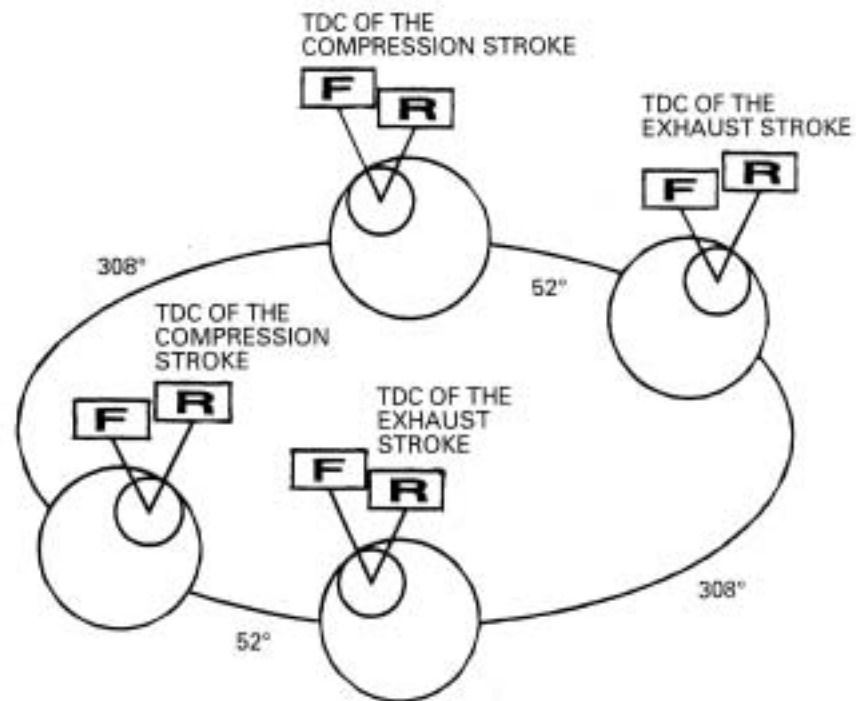 TDC OF THE
COMPRESSION STROKE
F
R
TDC OF THE
EXHAUST STROKE
F
R
308°
52°
TDC OF THE
COMPRESSION
STROKE
F
R
TDC OF THE
EXHAUST
STROKE
F
R
308°
52°